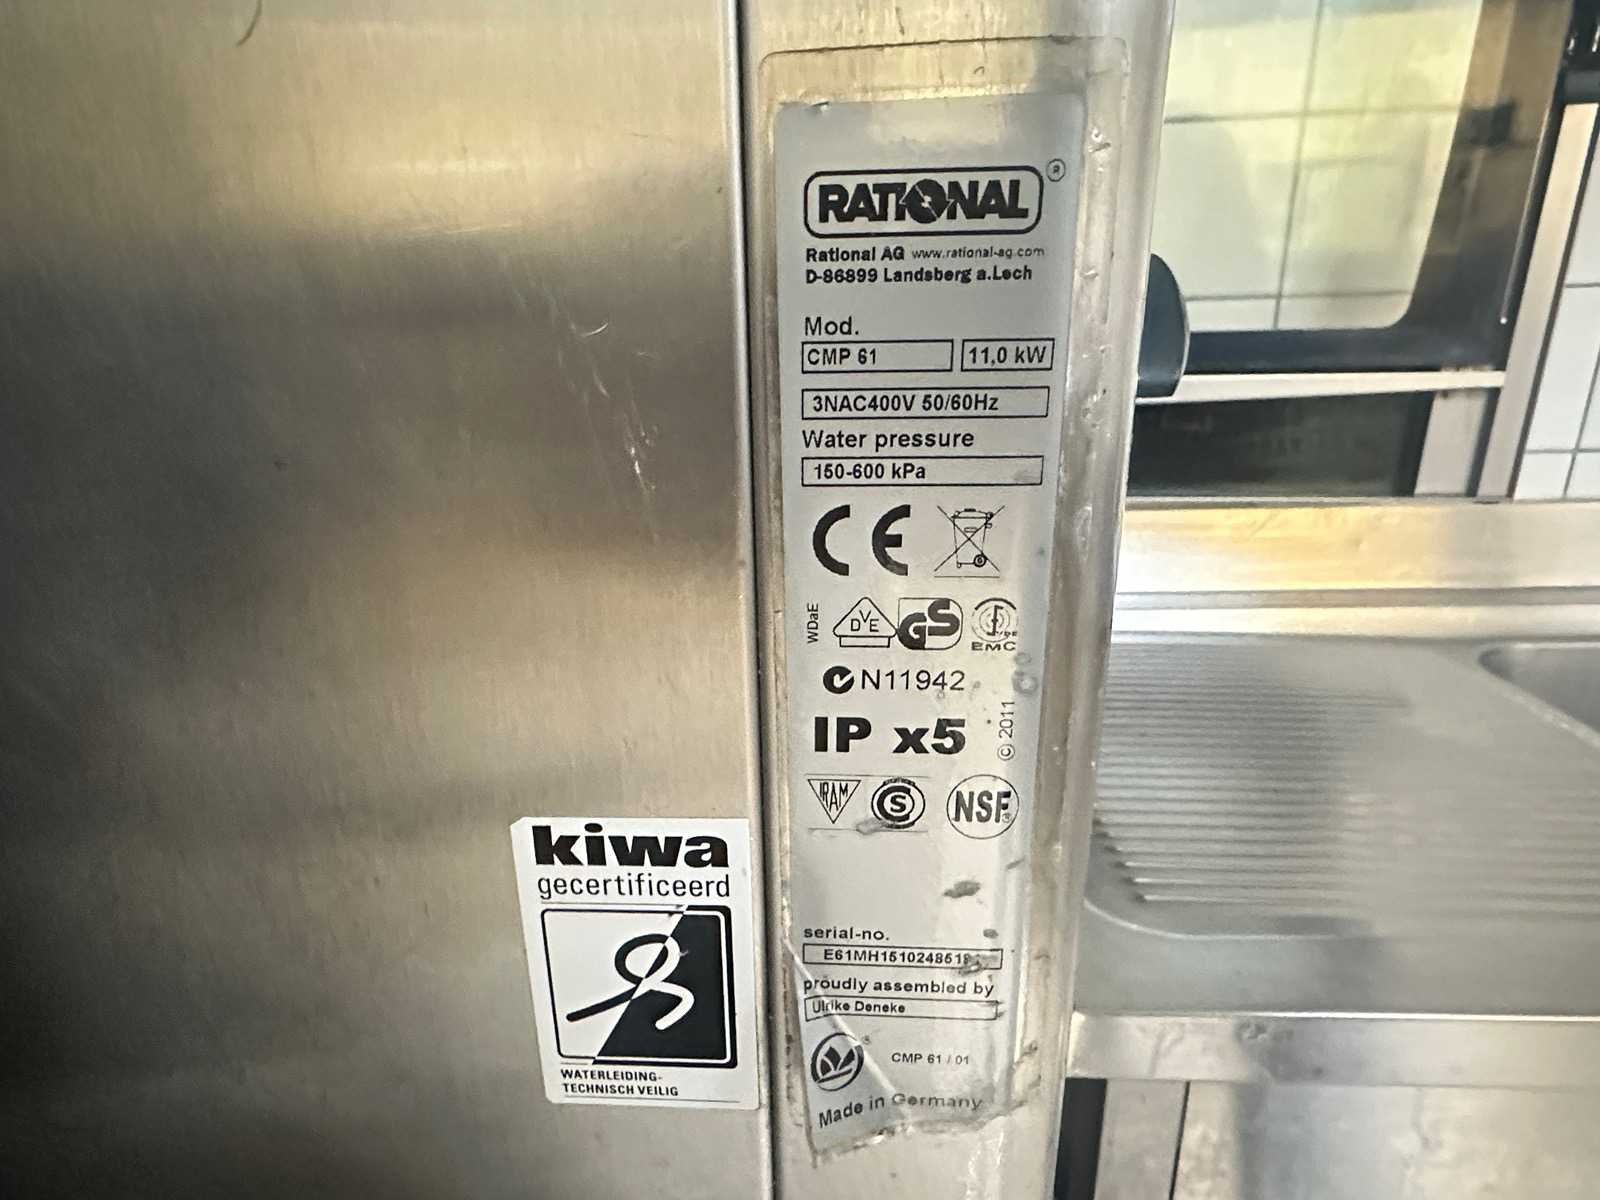 RATIONAL ®
Rational AG www.rational-ag.com
D-86899 Landsberg a.Lech
Mod.
CMP 61 11,0 kW
3NAC400V 50/60Hz
Water pressure
150-600 kPa
CE
WDaE DVE GS
EMC
N11942
IP x5
© 2011
IRAM S NSF
serial-no.
proudly assembled by
Ulrike Deneke
CMP 61 / 01
Made in Germany
kiwa
gecertificeerd
WATERLEIDING-
TECHNISCH VEILIG